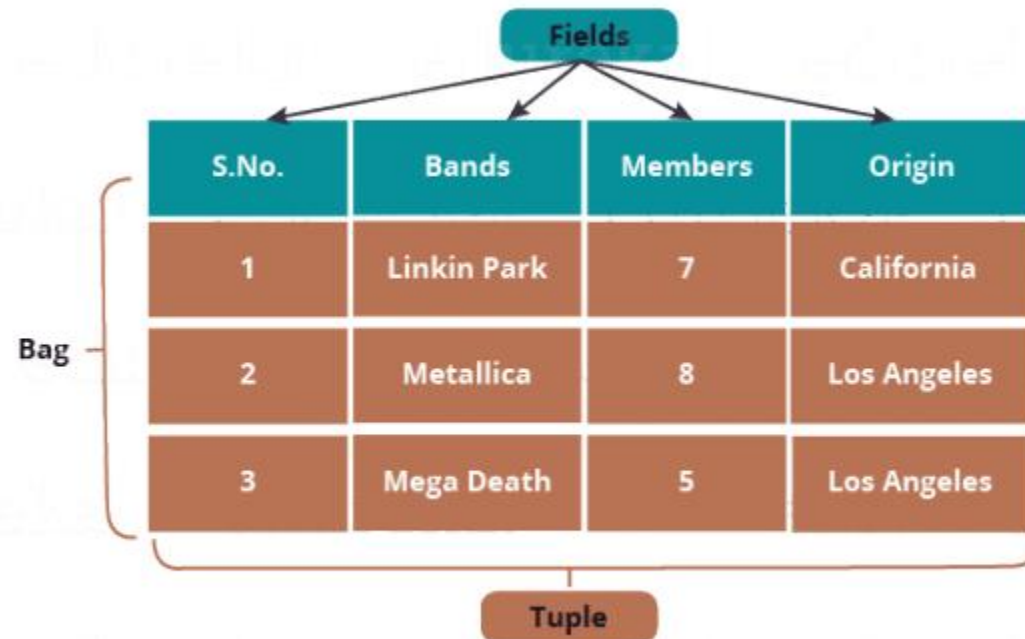 Fields
S.No. Bands Members Origin
1 Linkin Park 7 California
Bag
2 Metallica 8 Los Angeles
3 Mega Death 5 Los Angeles
Tuple